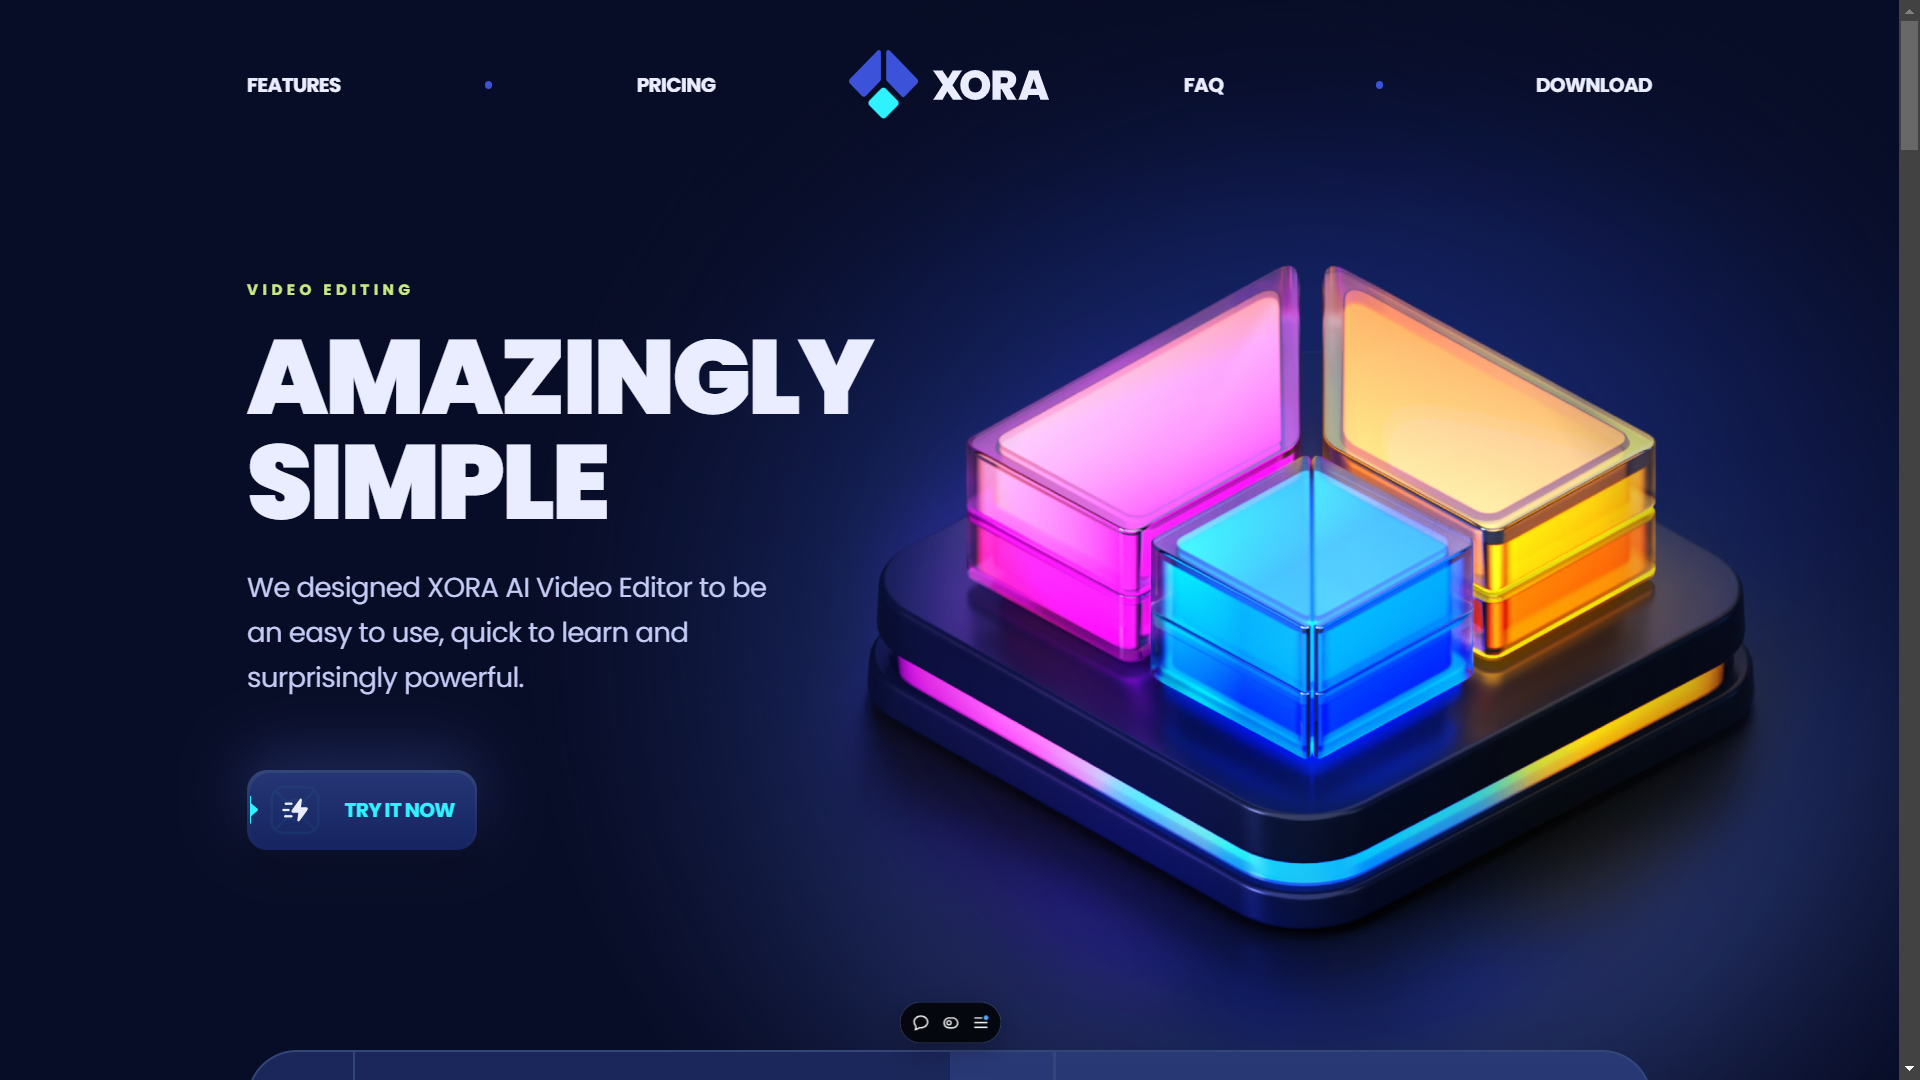 FEATURES
PRICING
XORA
FAQ
DOWNLOAD
VIDEO EDITING
AMAZINGLY
SIMPLE
We designed XORA AI Video Editor to be
an easy to use, quick to learn and
surprisingly powerful.
TRY IT NOW